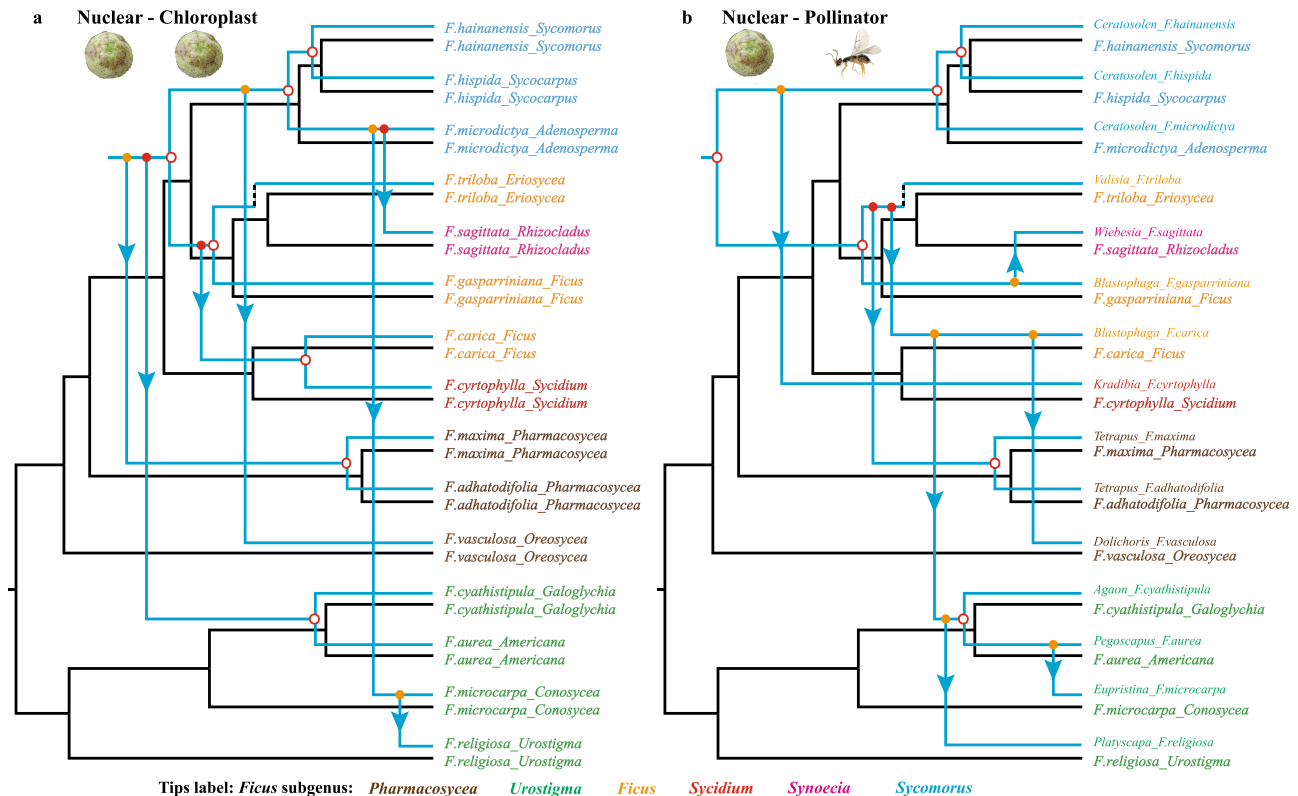 a Nuclear - Chloroplast
F.hainanensis_Sycomorus
F.hainanensis_Sycomorus
F.hispida_Sycocarpus
F.hispida_Sycocarpus
F.microdictya_Adenosperma
F.microdictya_Adenosperma
F.triloba_Eriosycea
F.triloba_Eriosycea
F.sagittata_Rhizocladus
F.sagittata_Rhizocladus
F.gasparriniana_Ficus
F.gasparriniana_Ficus
F.carica_Ficus
F.carica_Ficus
F.cyrtophylla_Sycidium
F.cyrtophylla_Sycidium
F.maxima_Pharmacosycea
F.maxima_Pharmacosycea
F.adhatodifolia_Pharmacosycea
F.adhatodifolia_Pharmacosycea
F.vasculosa_Oreosycea
F.vasculosa_Oreosycea
F.cyathistipula_Galoglychia
F.cyathistipula_Galoglychia
F.aurea_Americana
F.aurea_Americana
F.microcarpa_Conosycea
F.microcarpa_Conosycea
F.religiosa_Urostigma
F.religiosa_Urostigma
b Nuclear - Pollinator
Ceratosolen_F.hainanensis
F.hainanensis_Sycomorus
Ceratosolen_F.hispida
F.hispida_Sycocarpus
Ceratosolen_F.microdictya
F.microdictya_Adenosperma
Valisia_F.triloba
F.triloba_Eriosycea
Wiebesia_F.sagittata
F.sagittata_Rhizocladus
Blastophaga_F.gasparriniana
F.gasparriniana_Ficus
Blastophaga_F.carica
F.carica_Ficus
Kradibia_F.cyrtophylla
F.cyrtophylla_Sycidium
Tetrapus_F.maxima
F.maxima_Pharmacosycea
Tetrapus_F.adhatodifolia
F.adhatodifolia_Pharmacosycea
Dolichoris_F.vasculosa
F.vasculosa_Oreosycea
Agaon_F.cyathistipula
F.cyathistipula_Galoglychia
Pegoscapus_F.aurea
F.aurea_Americana
Eupristina_F.microcarpa
F.microcarpa_Conosycea
Platyscapa_F.religiosa
F.religiosa_Urostigma
Tips label: Ficus subgenus: Pharmacosycea Urostigma Ficus Sycidium Synoecia Sycomorus